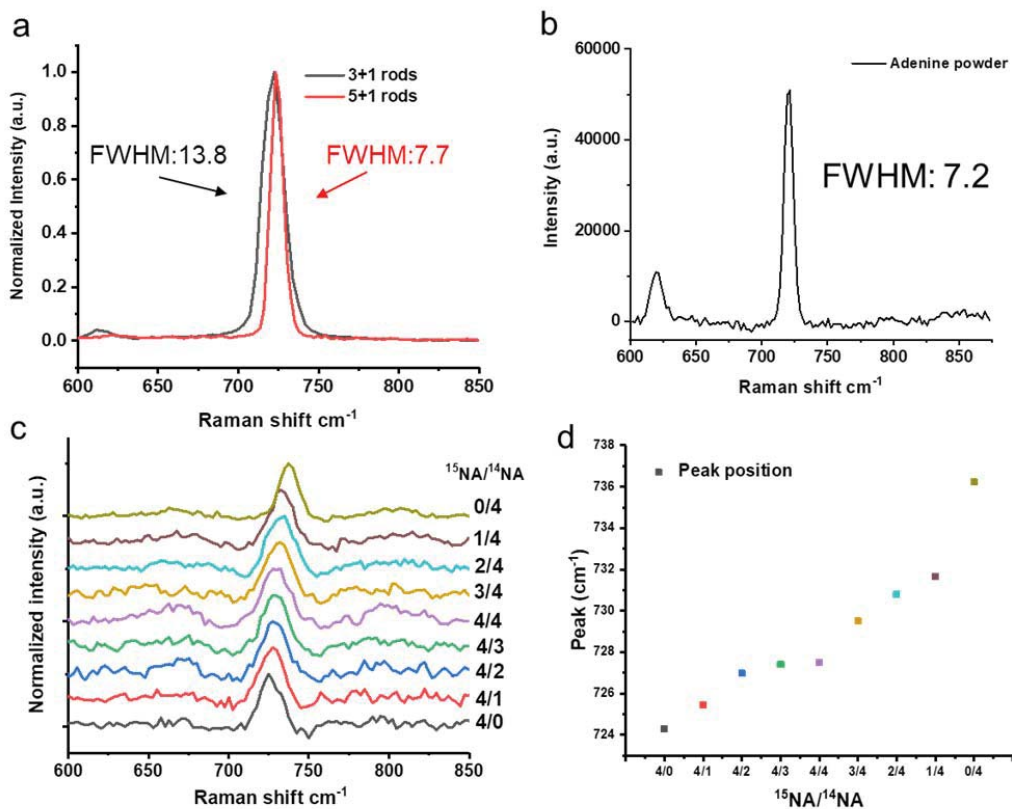 a
3+1 rods
5+1 rods
FWHM:13.8
FWHM:7.7
Normalized Intensity (a.u.)
1.0
0.8
0.6
0.4
0.2
0.0
600 650 700 750 800 850
Raman shift cm⁻¹
b
Adenine powder
FWHM: 7.2
Intensity (a.u.)
60000
40000
20000
0
600 650 700 750 800 850
Raman shift cm⁻¹
c
¹⁵NA/¹⁴NA
0/4
1/4
2/4
3/4
4/4
4/3
4/2
4/1
4/0
Normalized intensity (a.u.)
600 650 700 750 800 850
Raman shift cm⁻¹
d
Peak position
Peak (cm⁻¹)
738
736
734
732
730
728
726
724
4/0 4/1 4/2 4/3 4/4 3/4 2/4 1/4 0/4
¹⁵NA/¹⁴NA